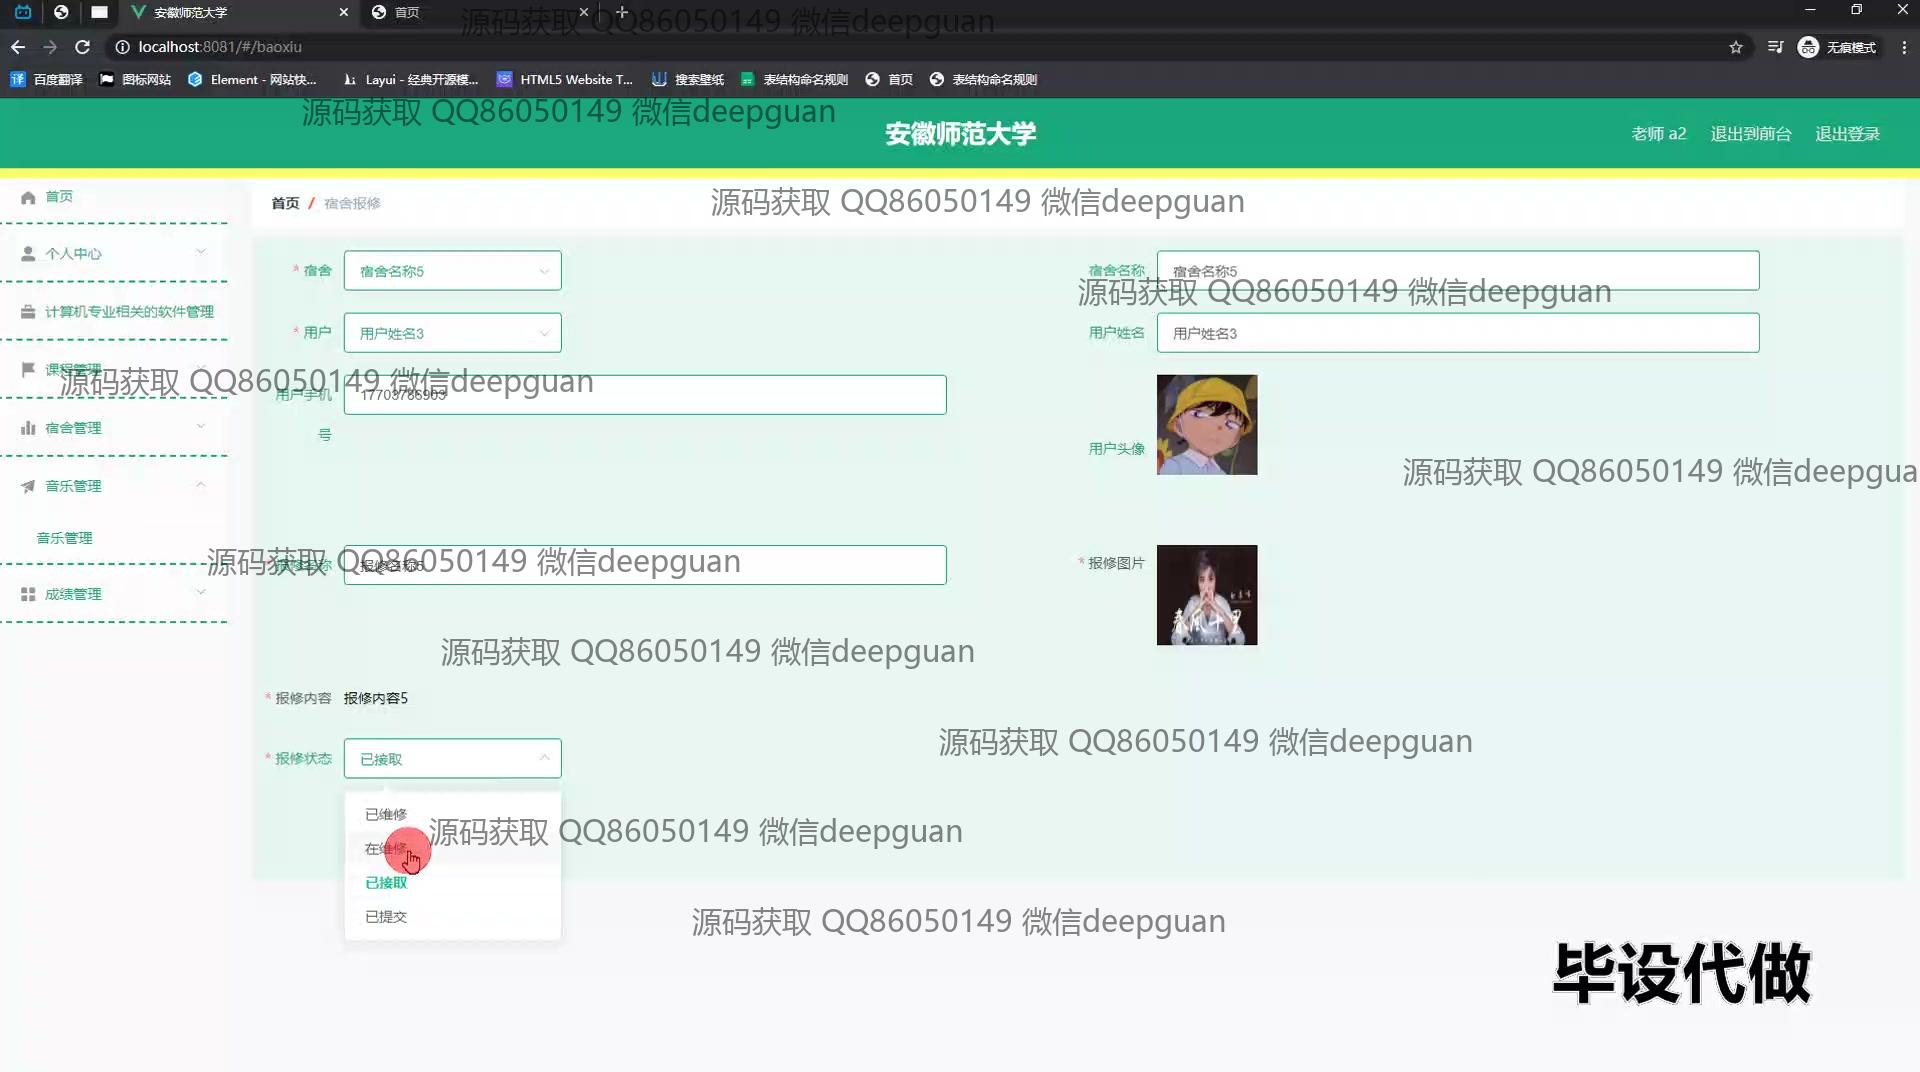 安徽师范大学
首页
localhost:8081/#/baoxiu
无痕模式
百度翻译
图标网站
Element - 网站快...
Layui - 经典开源模...
HTML5 Website T...
搜索壁纸
表结构命名规则
首页
表结构命名规则
源码获取 QQ86050149 微信deepguan
源码获取 QQ86050149 微信deepguan
安徽师范大学
老师 a2
退出到前台
退出登录
首页
个人中心
计算机专业相关的软件管理
课程管理
宿舍管理
音乐管理
音乐管理
成绩管理
首页 / 宿舍报修
源码获取 QQ86050149 微信deepguan
* 宿舍 宿舍名称5
宿舍名称 宿舍名称5
源码获取 QQ86050149 微信deepguan
* 用户 用户姓名3
用户姓名 用户姓名3
源码获取 QQ86050149 微信deepguan
用户手机号 17703786903
用户头像
源码获取 QQ86050149 微信deepgua
源码获取 QQ86050149 微信deepguan
* 报修名称 报修名称5
* 报修图片
春风十里
源码获取 QQ86050149 微信deepguan
* 报修内容 报修内容5
源码获取 QQ86050149 微信deepguan
* 报修状态 已接取
已维修
在维修
已接取
已提交
源码获取 QQ86050149 微信deepguan
源码获取 QQ86050149 微信deepguan
毕设代做